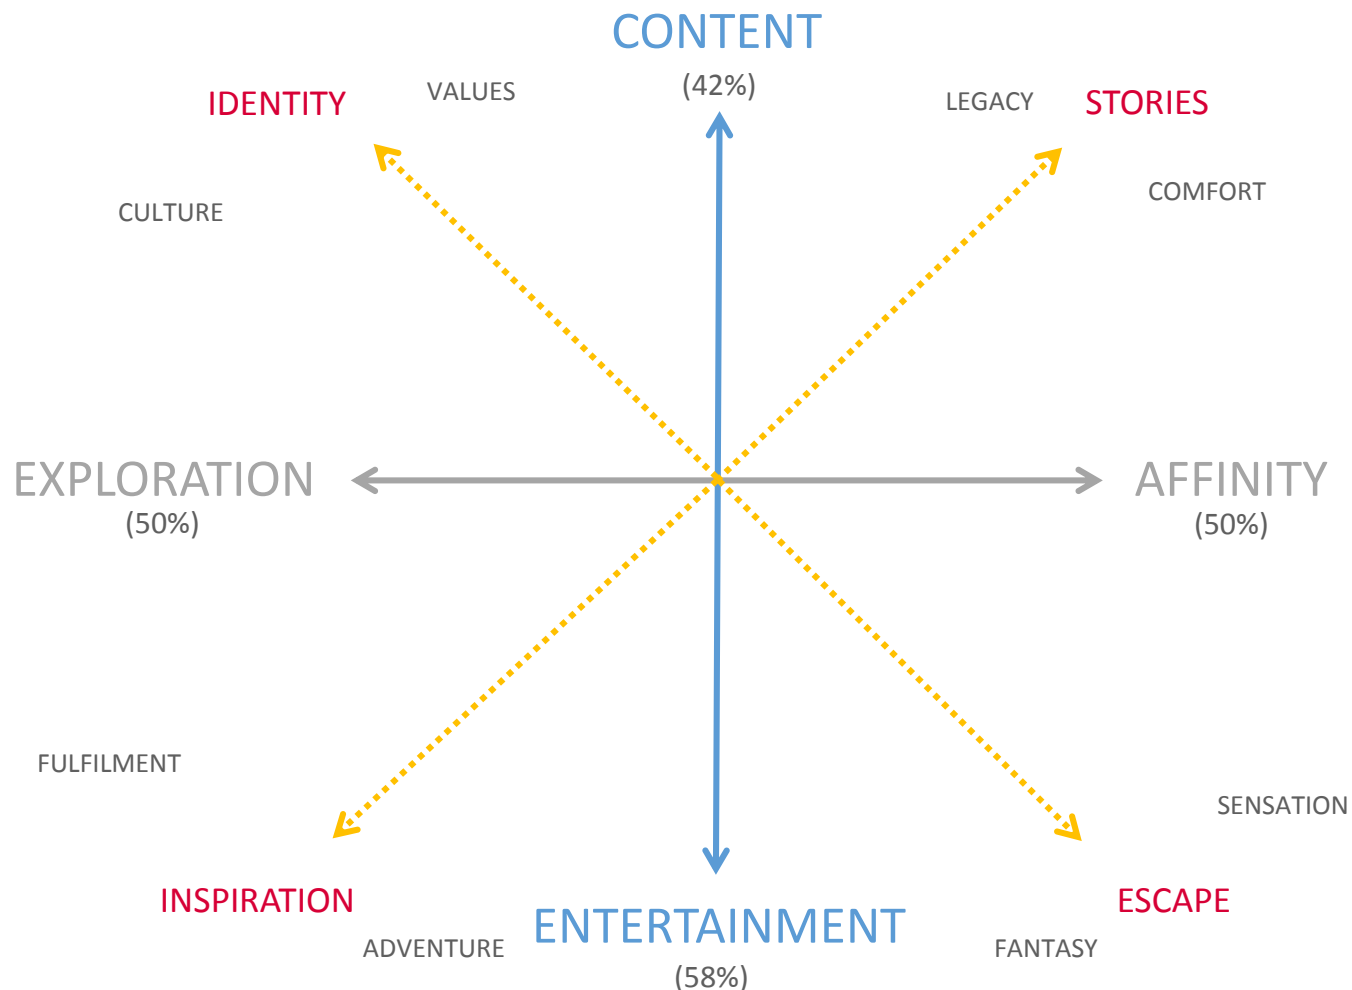 CONTENT
(42%)
IDENTITY
VALUES
LEGACY
STORIES
CULTURE
COMFORT
EXPLORATION
(50%)
AFFINITY
(50%)
FULFILMENT
SENSATION
INSPIRATION
ADVENTURE
ENTERTAINMENT
(58%)
FANTASY
ESCAPE